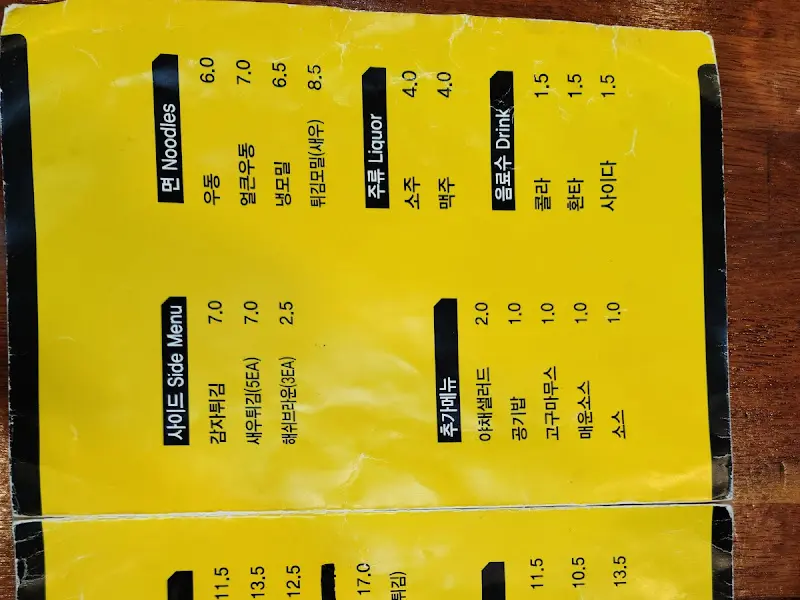 사이드 Side Menu
감자튀김 7.0
새우튀김(5EA) 7.0
해쉬브라운(3EA) 2.5
추가메뉴
야채샐러드 2.0
공기밥 1.0
고구마무스 1.0
매운소스 1.0
소스 1.0
면 Noodles
우동 6.0
얼큰우동 7.0
냉모밀 6.5
튀김모밀(새우) 8.5
주류 Liquor
소주 4.0
맥주 4.0
음료수 Drink
콜라 1.5
환타 1.5
사이다 1.5
11.5
13.5
12.5
17.0
튀김)
11.5
10.5
13.5